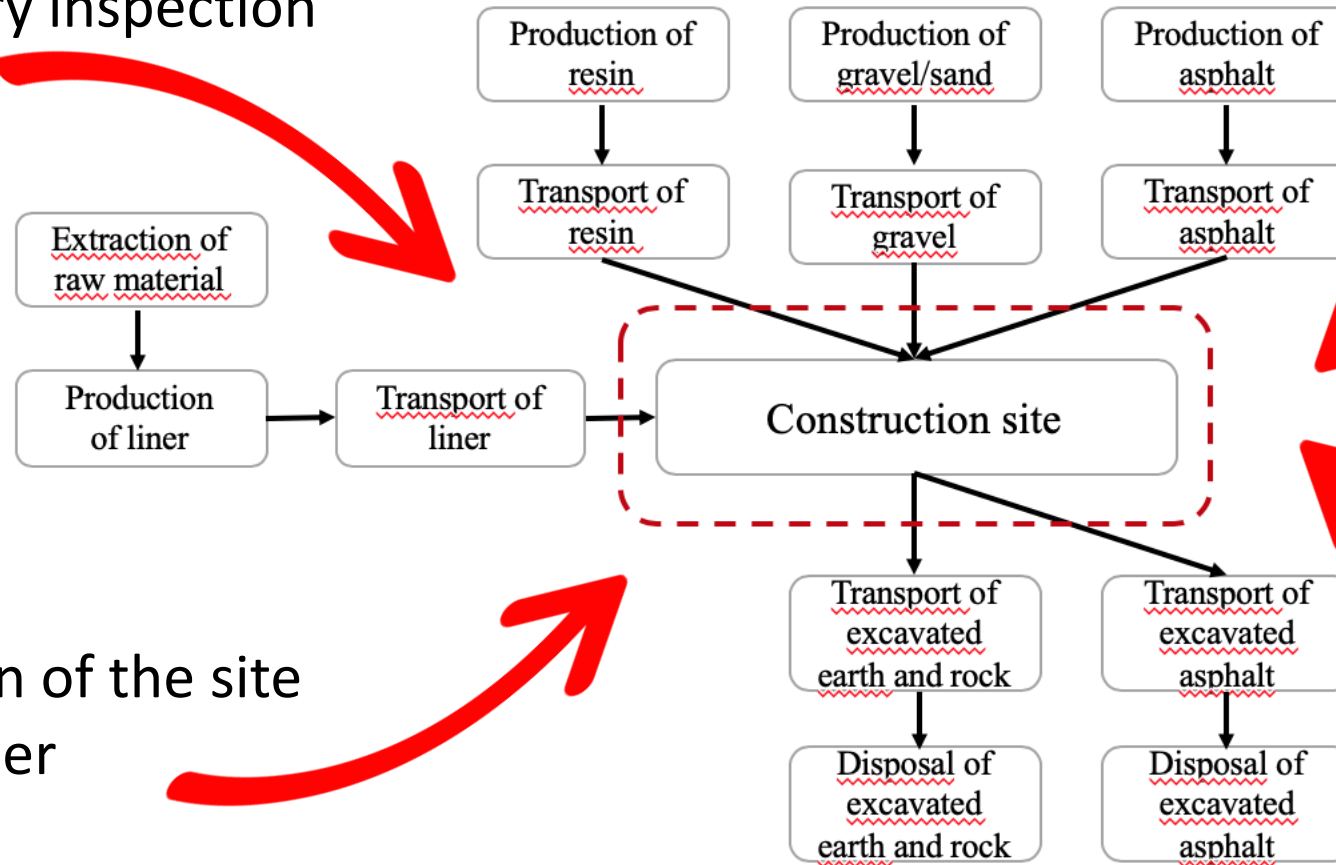 ry inspection
Production of
resin
Production of
gravel/sand
Production of
asphalt
Transport of
resin
Transport of
gravel
Transport of
asphalt
Extraction of
raw material
Production
of liner
Transport of
liner
Construction site
n of the site
er
Transport of
excavated
earth and rock
Transport of
excavated
asphalt
Disposal of
excavated
earth and rock
Disposal of
excavated
asphalt